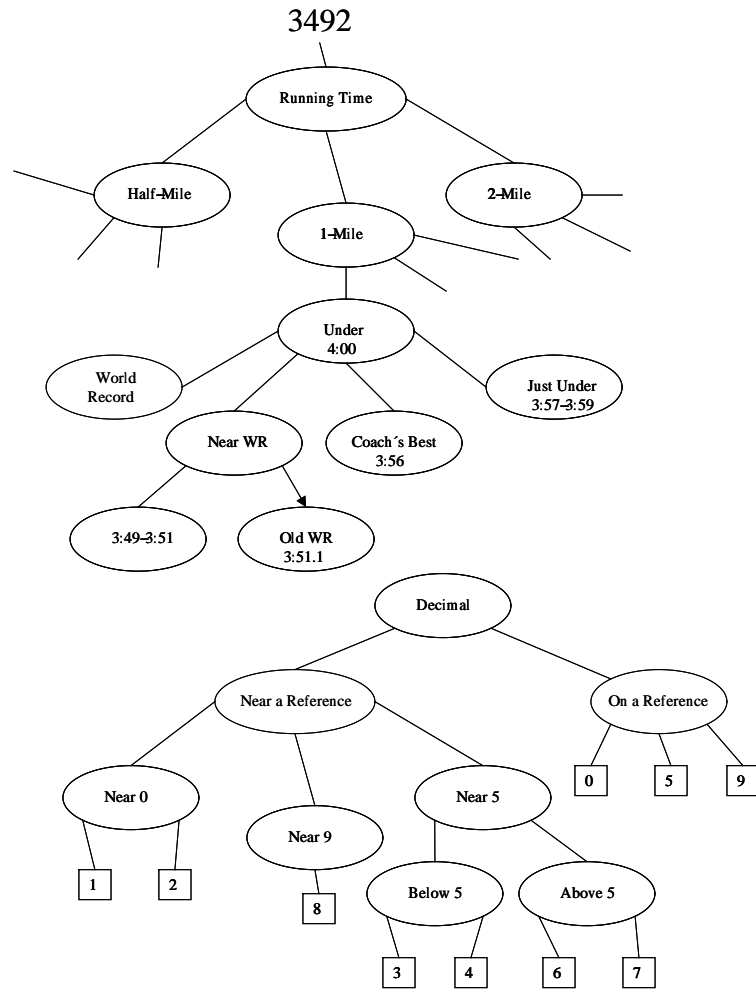 3492
Running Time
Half-Mile
2-Mile
1-Mile
Under
4:00
World
Record
Just Under
3:57-3:59
Near WR
Coach´s Best
3:56
3:49-3:51
Old WR
3:51.1
Decimal
Near a Reference
On a Reference
0
5
9
Near 0
Near 5
Near 9
1
2
8
Below 5
Above 5
3
4
6
7